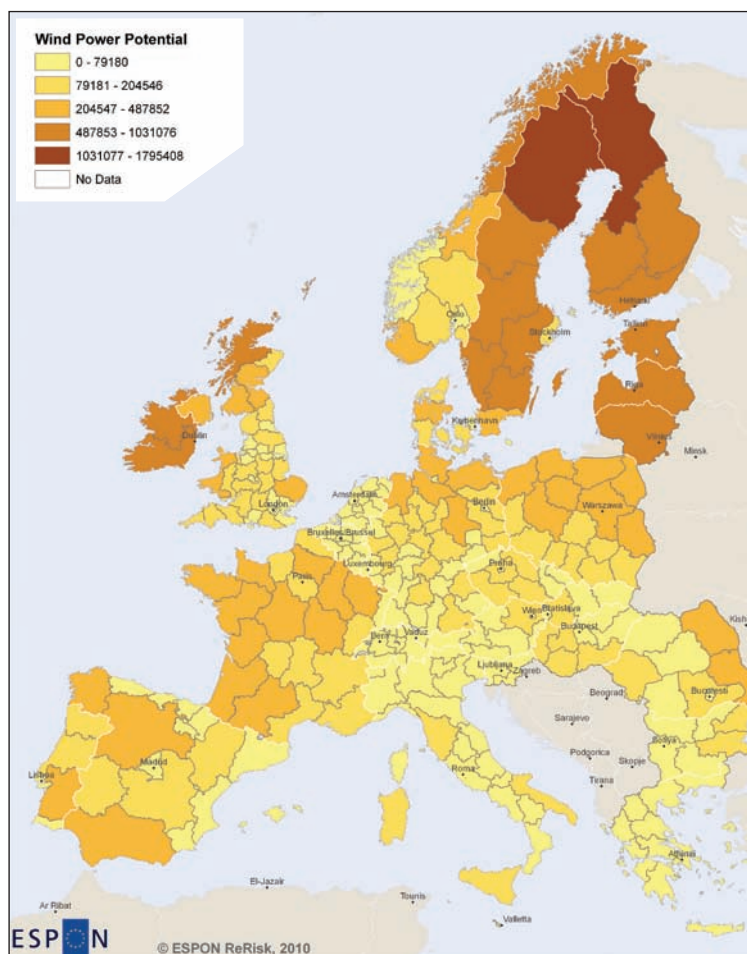 Wind Power Potential
0 - 79180
79181 - 204546
204547 - 487852
487853 - 1031076
1031077 - 1795408
No Data
Oslo
Helsinki
Stockholm
Tallinn
Riga
København
Vilnius
Minsk
Dublin
London
Amsterdam
Berlin
Warszawa
Bruxelles/Brussel
Luxembourg
Praha
Paris
Wien
Bratislava
Kish
Bern
Vaduz
Budapest
Ljubljana
Zagreb
Beograd
Bucuresti
Sarajevo
Podgorica
Sofiya
Skopje
Tirana
Roma
Madrid
Lisboa
Athinai
El-Jazair
Tounis
Valletta
Ar Ribat
ESPON
© ESPON ReRisk, 2010